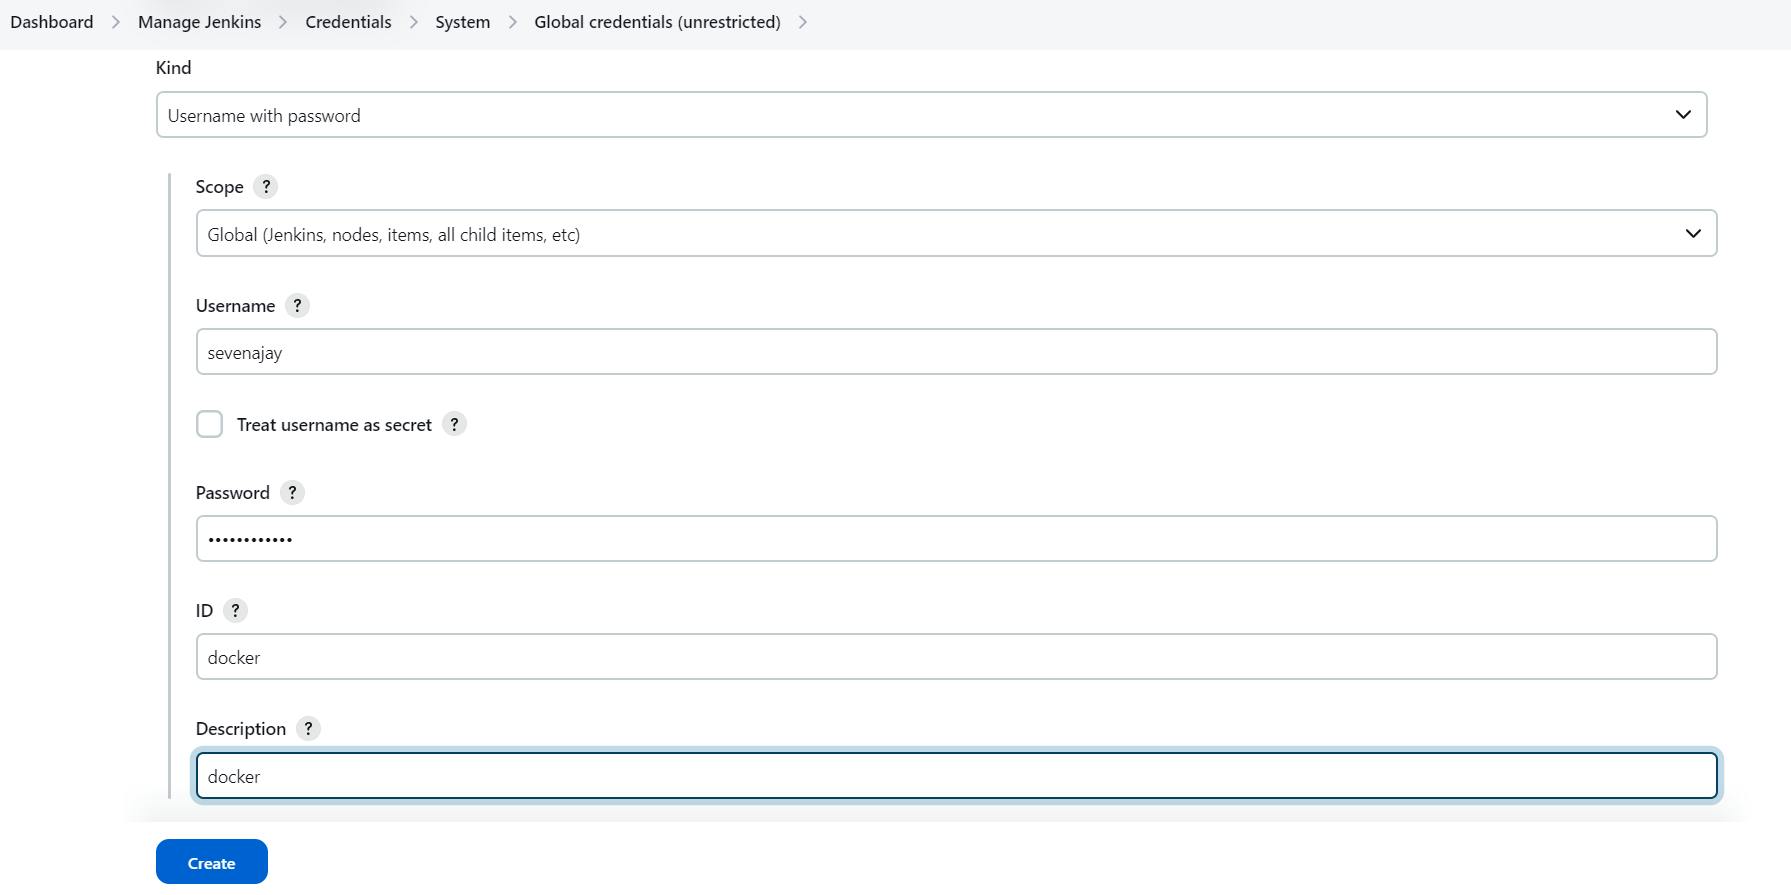 Dashboard > Manage Jenkins > Credentials > System > Global credentials (unrestricted) >
Kind
Username with password
Scope ?
Global (Jenkins, nodes, items, all child items, etc)
Username ?
sevenajay
Treat username as secret ?
Password ?
••••••••••••
ID ?
docker
Description ?
docker
Create